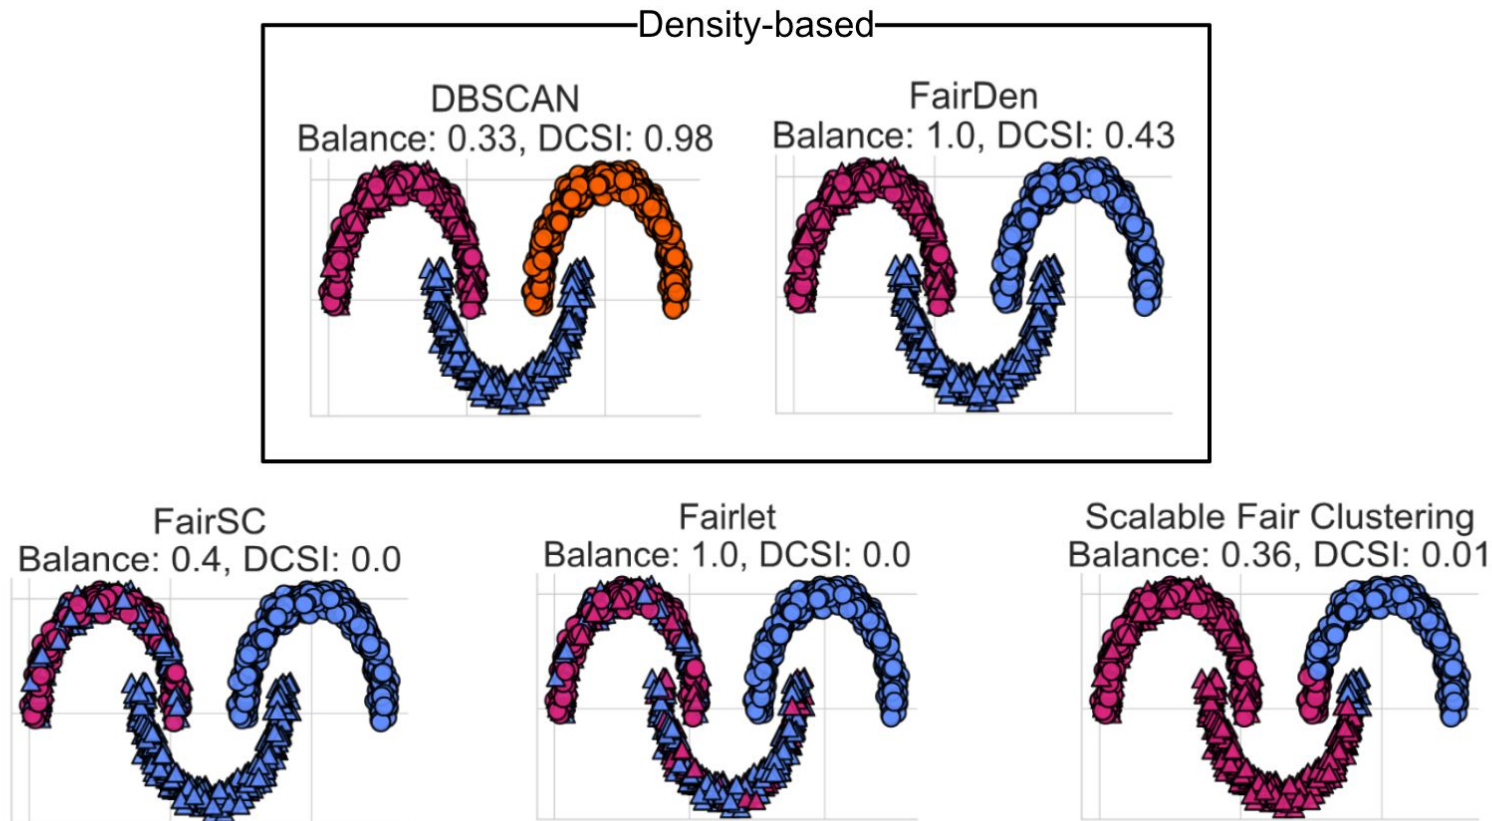 Density-based
DBSCAN
Balance: 0.33, DCSI: 0.98
FairDen
Balance: 1.0, DCSI: 0.43
FairSC
Balance: 0.4, DCSI: 0.0
Fairlet
Balance: 1.0, DCSI: 0.0
Scalable Fair Clustering
Balance: 0.36, DCSI: 0.01